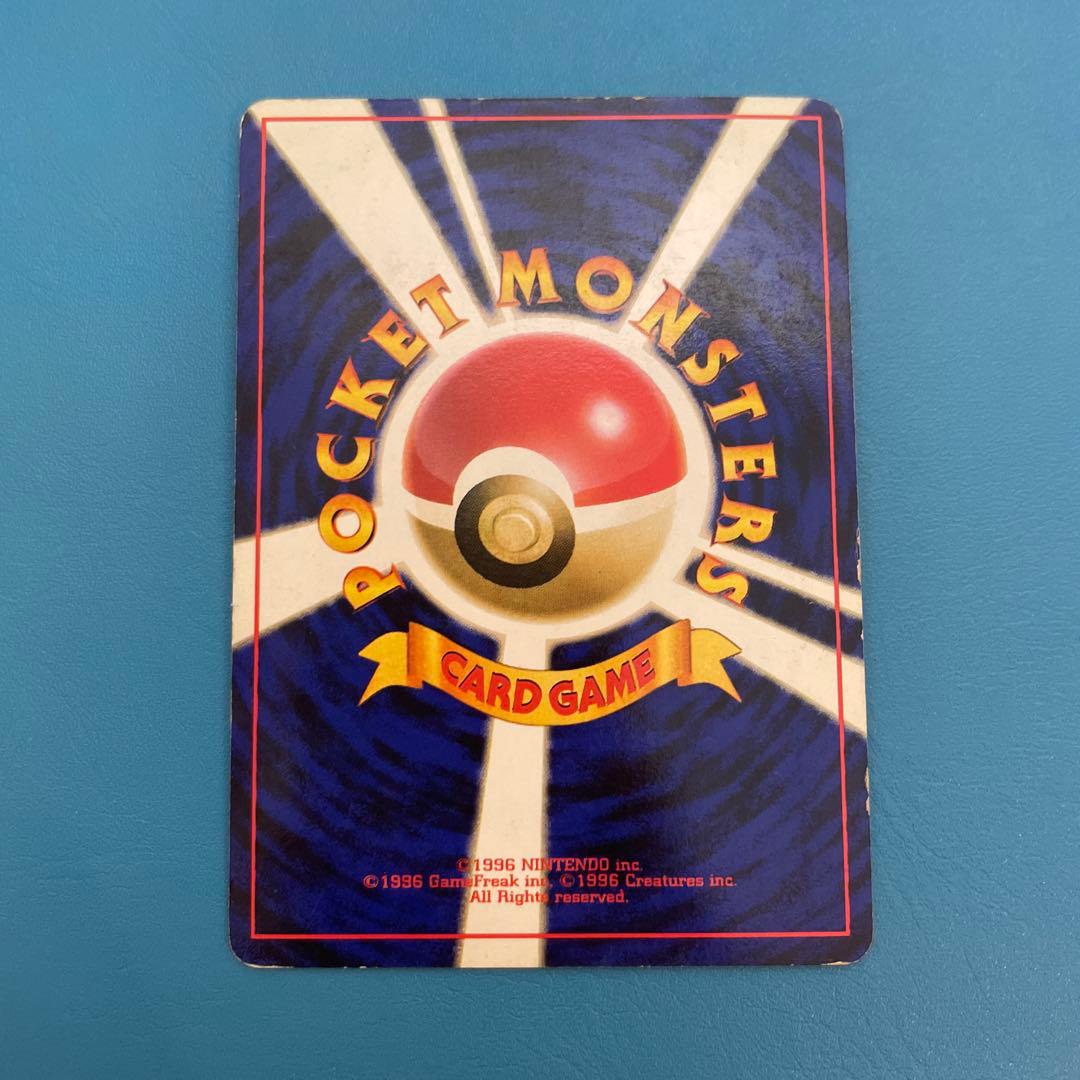 POCKET MONSTERS
CARD GAME
©1996 NINTENDO inc.
©1996 GameFreak inc. ©1996 Creatures inc.
All Rights reserved.